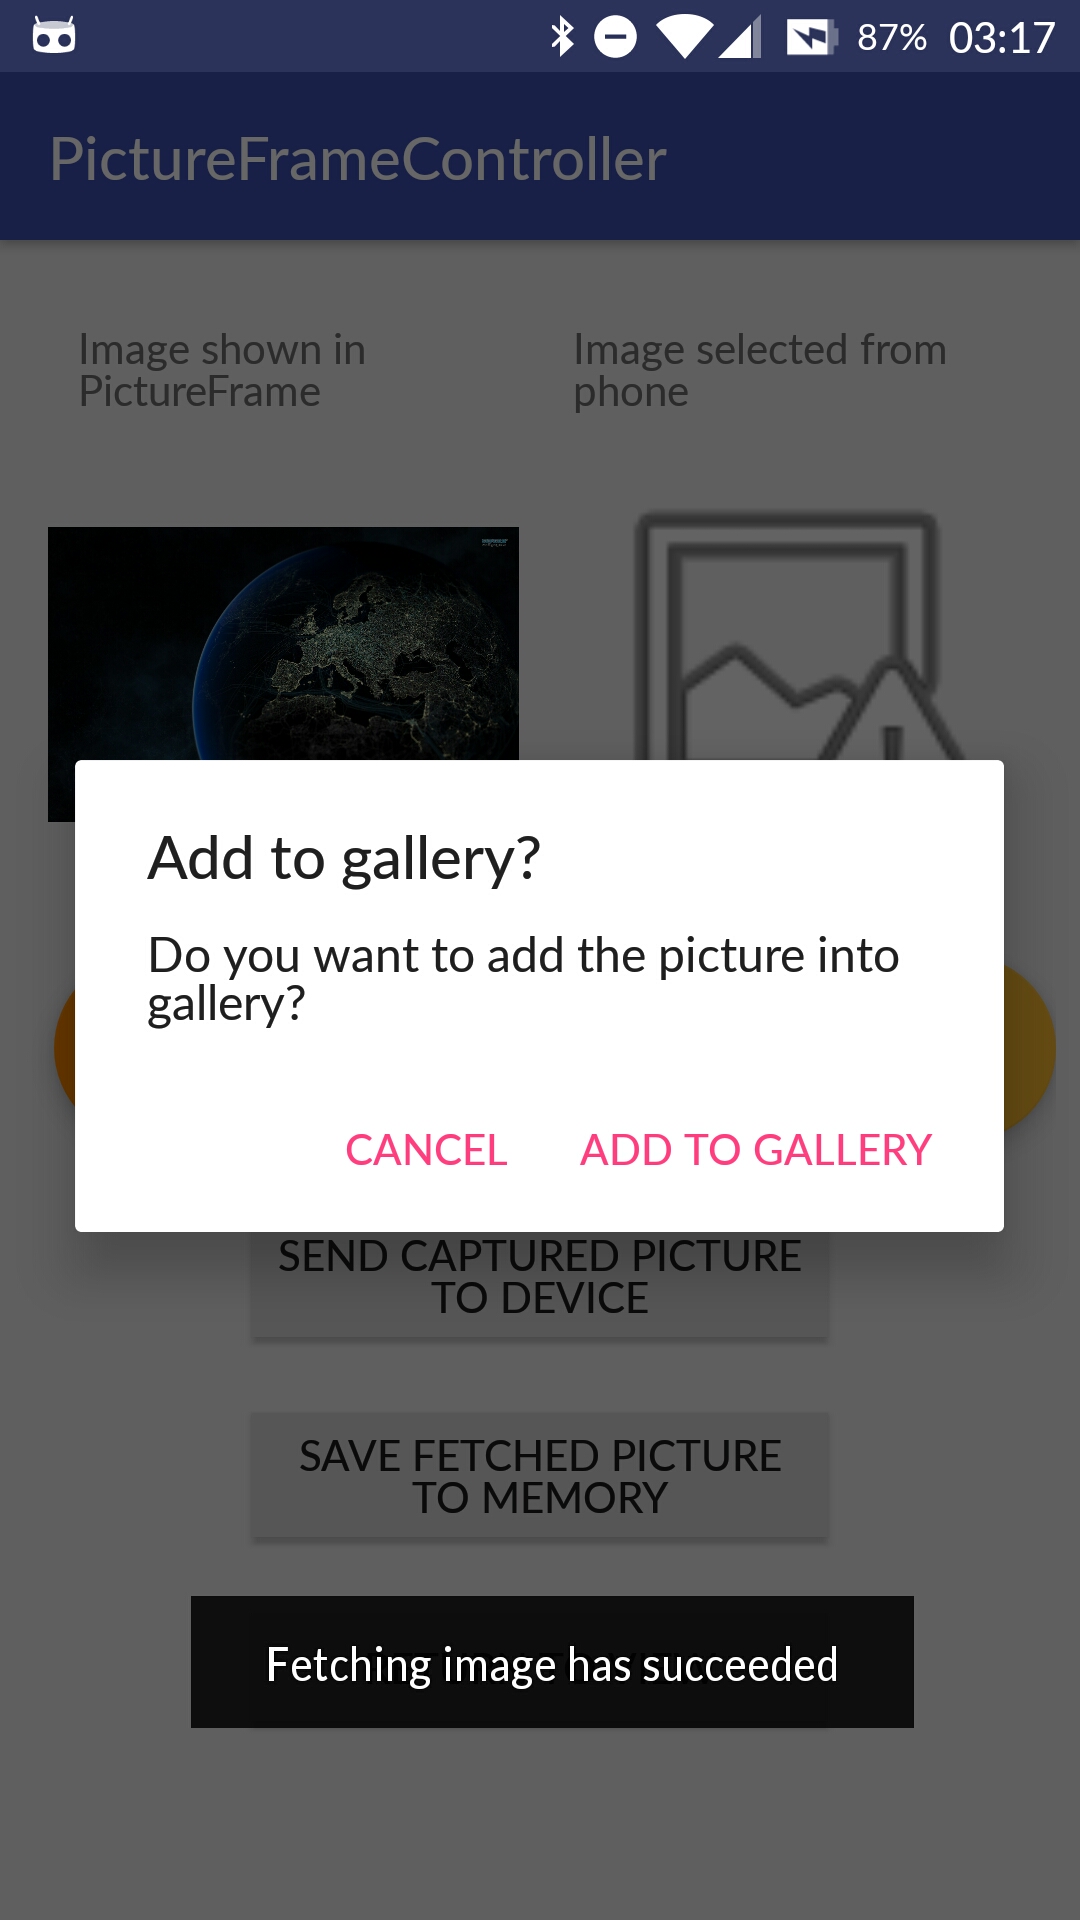 87% 03:17
PictureFrameController
Image shown in
PictureFrame
Image selected from
phone
Add to gallery?
Do you want to add the picture into
gallery?
CANCEL ADD TO GALLERY
SEND CAPTURED PICTURE
TO DEVICE
SAVE FETCHED PICTURE
TO MEMORY
Fetching image has succeeded